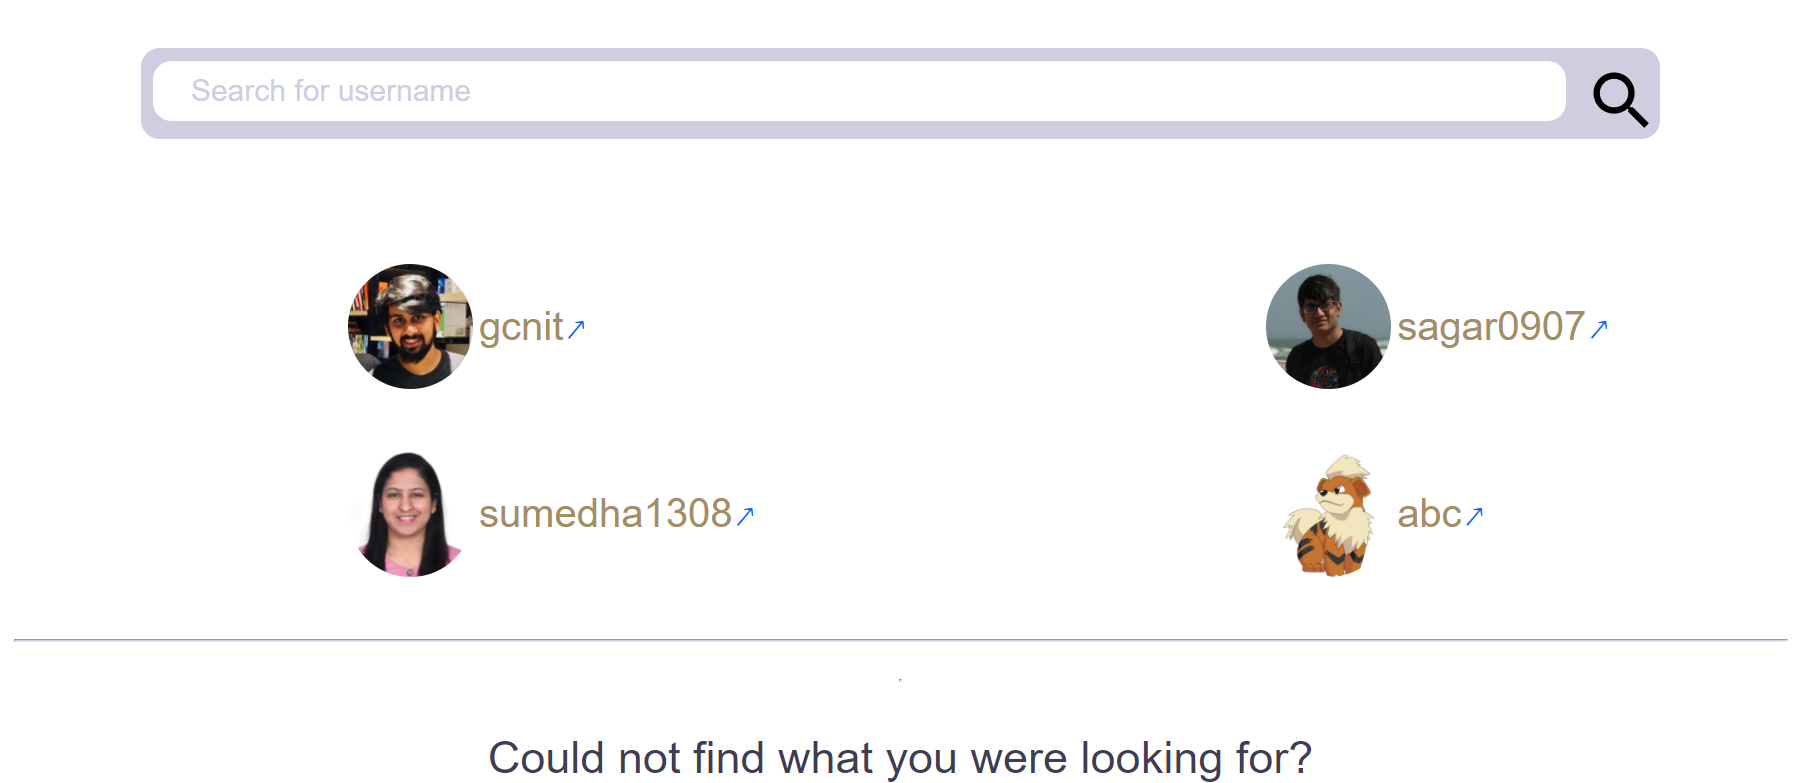 Search for username
gcnit
sagar0907
sumedha1308
abc
Could not find what you were looking for?